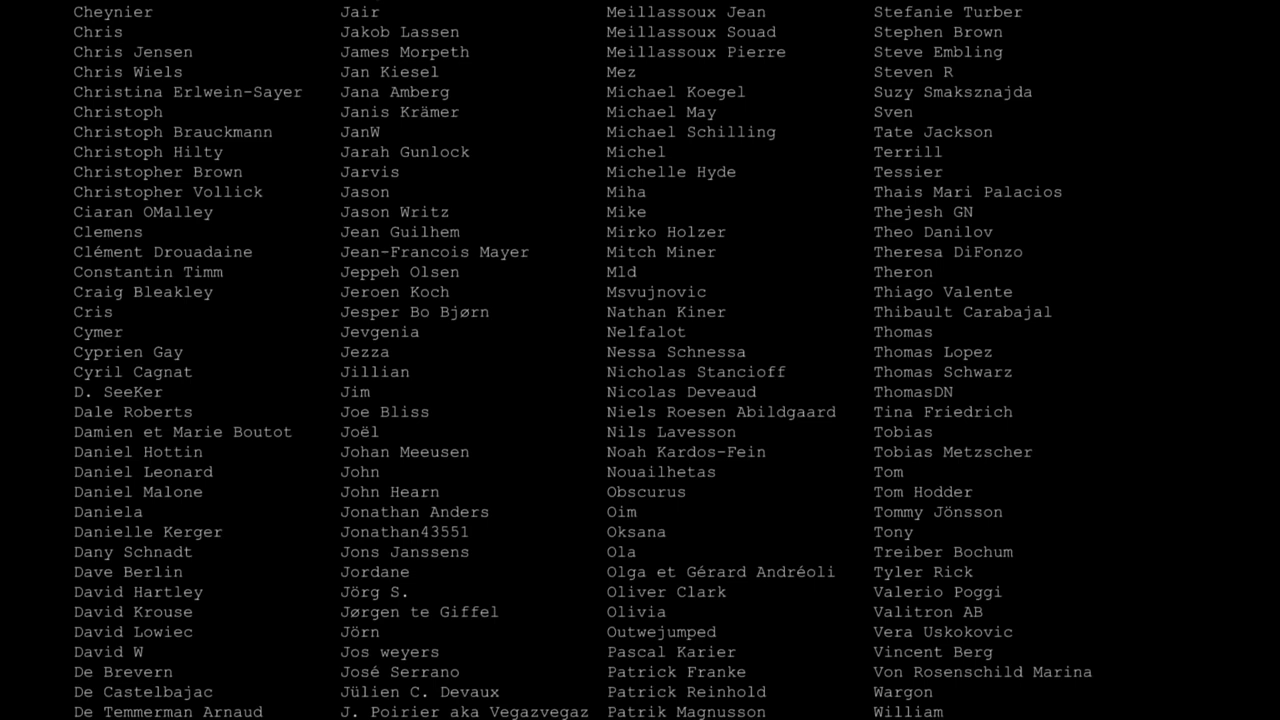 Cheynier
Chris
Chris Jensen
Chris Wiels
Christina Erlwein-Sayer
Christoph
Christoph Brauckmann
Christoph Hilty
Christopher Brown
Christopher Vollick
Ciaran OMalley
Clemens
Clément Drouadaine
Constantin Timm
Craig Bleakley
Cris
Cymer
Cyprien Gay
Cyril Cagnat
D. SeeKer
Dale Roberts
Damien et Marie Boutot
Daniel Hottin
Daniel Leonard
Daniel Malone
Daniela
Danielle Kerger
Dany Schnadt
Dave Berlin
David Hartley
David Krouse
David Lowiec
David W
De Brevern
De Castelbajac
De Temmerman Arnaud
Jair
Jakob Lassen
James Morpeth
Jan Kiesel
Jana Amberg
Janis Krämer
JanW
Jarah Gunlock
Jarvis
Jason
Jason Writz
Jean Guilhem
Jean-Francois Mayer
Jeppeh Olsen
Jeroen Koch
Jesper Bo Bjørn
Jevgenia
Jezza
Jillian
Jim
Joe Bliss
Joël
Johan Meeusen
John
John Hearn
Jonathan Anders
Jonathan43551
Jons Janssens
Jordane
Jörg S.
Jørgen te Giffel
Jörn
Jos weyers
José Serrano
Jülien C. Devaux
J. Poirier aka Vegazvegaz
Meillassoux Jean
Meillassoux Souad
Meillassoux Pierre
Mez
Michael Koegel
Michael May
Michael Schilling
Michel
Michelle Hyde
Miha
Mike
Mirko Holzer
Mitch Miner
Mld
Msvujnovic
Nathan Kiner
Nelfalot
Nessa Schnessa
Nicholas Stancioff
Nicolas Deveaud
Niels Roesen Abildgaard
Nils Lavesson
Noah Kardos-Fein
Nouailhetas
Obscurus
Oim
Oksana
Ola
Olga et Gérard Andréoli
Oliver Clark
Olivia
Outwejumped
Pascal Karier
Patrick Franke
Patrick Reinhold
Patrik Magnusson
Stefanie Turber
Stephen Brown
Steve Embling
Steven R
Suzy Smaksznajda
Sven
Tate Jackson
Terrill
Tessier
Thais Mari Palacios
Thejesh GN
Theo Danilov
Theresa DiFonzo
Theron
Thiago Valente
Thibault Carabajal
Thomas
Thomas Lopez
Thomas Schwarz
ThomasDN
Tina Friedrich
Tobias
Tobias Metzscher
Tom
Tom Hodder
Tommy Jönsson
Tony
Treiber Bochum
Tyler Rick
Valerio Poggi
Valitron AB
Vera Uskokovic
Vincent Berg
Von Rosenschild Marina
Wargon
William